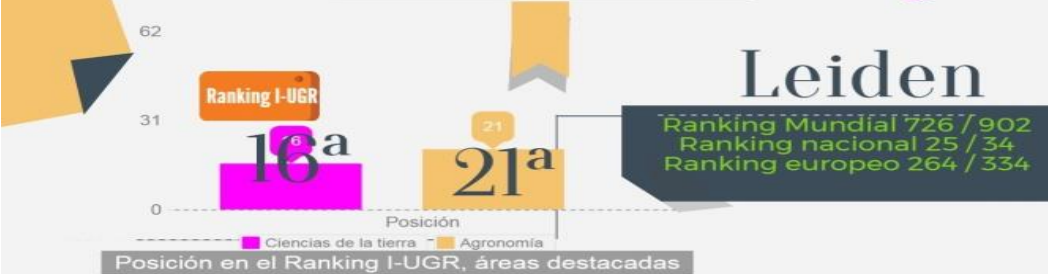 62
Leiden
Ranking I-UGR
31
Ranking Mundial 726 / 902
Ranking nacional 25 / 34
Ranking europeo 264 / 334
16
16ª
21
21ª
0
Posición
Ciencias de la tierra
Agronomía
Posición en el Ranking I-UGR, áreas destacadas